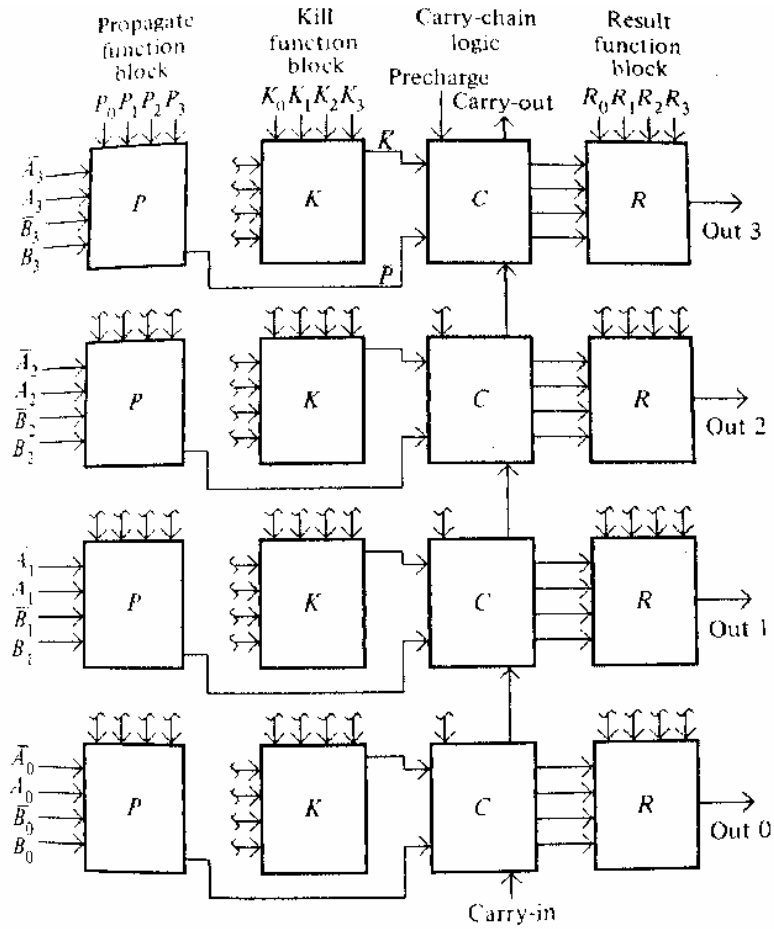 Propagate function block
Kill function block
Carry-chain logic
Result function block
Precharge
Carry-out
P₀ P₁ P₂ P₃
K₀ K₁ K₂ K₃
R₀ R₁ R₂ R₃
Ā₃
A₃
B̄₃
B₃
P
K
K̄
P̄
C
R
Out 3
Ā₂
A₂
B̄₂
B₂
P
K
C
R
Out 2
Ā₁
A₁
B̄₁
B₁
P
K
C
R
Out 1
Ā₀
A₀
B̄₀
B₀
P
K
C
R
Out 0
Carry-in